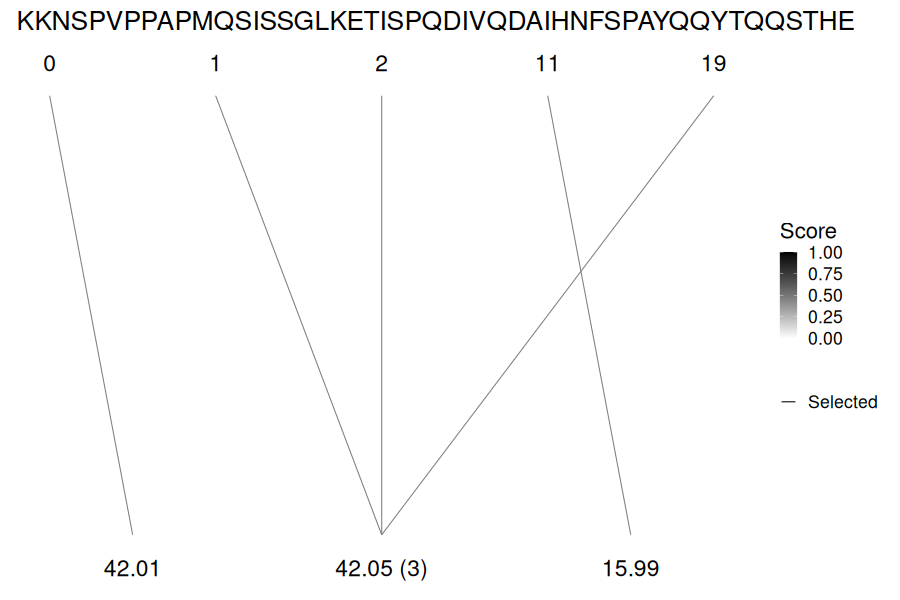 KKNSPVPPAPMQSISSGLKETISPQDIVQDAIHNFSPAYQQYTQQSTHE
0 1 2 11 19
Score
1.00
0.75
0.50
0.25
0.00
Selected
42.01 42.05 (3) 15.99